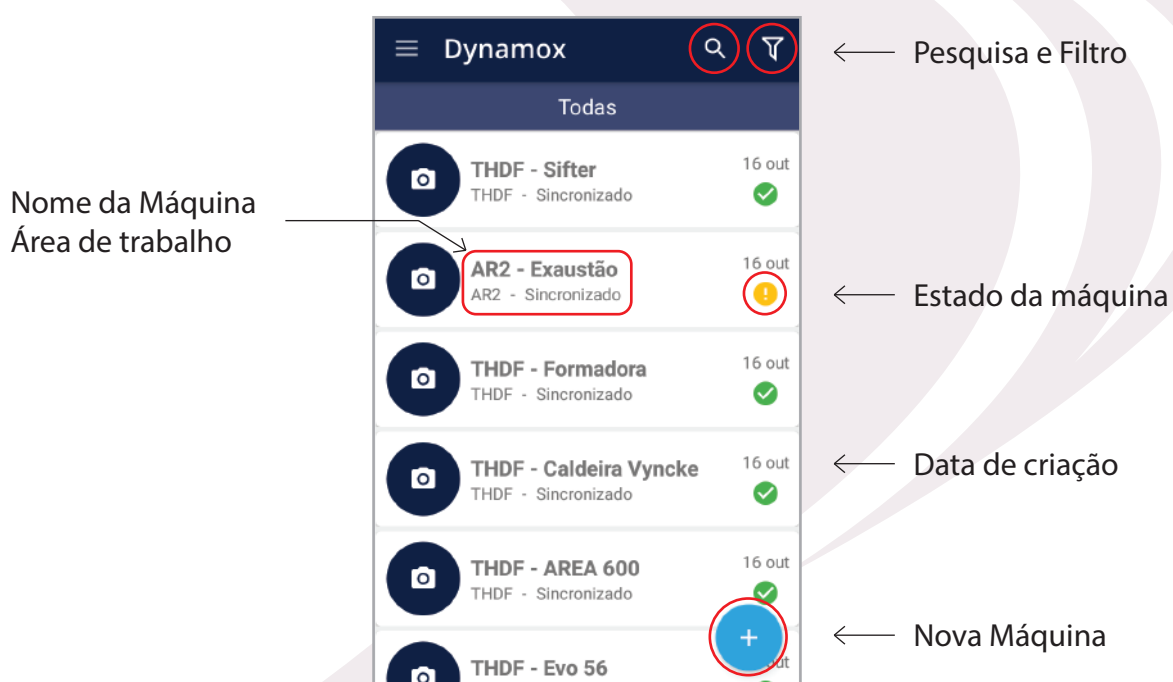 Dynamox
Pesquisa e Filtro
Todas
THDF - Sifter
16 out
THDF - Sincronizado
Nome da Máquina
Área de trabalho
AR2 - Exaustão
16 out
AR2 - Sincronizado
Estado da máquina
THDF - Formadora
16 out
THDF - Sincronizado
THDF - Caldeira Vyncke
16 out
THDF - Sincronizado
Data de criação
THDF - AREA 600
16 out
THDF - Sincronizado
Nova Máquina
THDF - Evo 56